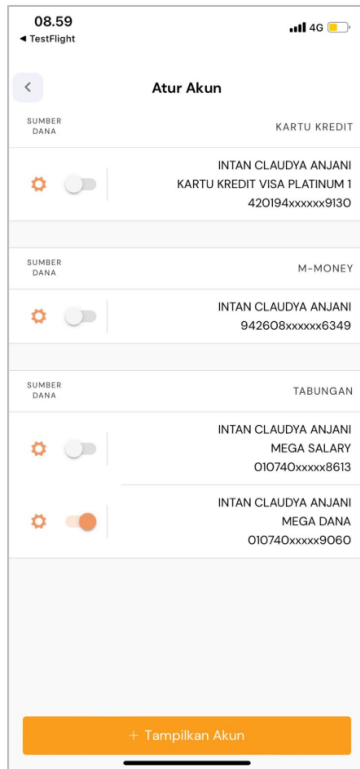 08.59
4G
◄ TestFlight
Atur Akun
SUMBER
DANA
KARTU KREDIT
INTAN CLAUDYA ANJANI
KARTU KREDIT VISA PLATINUM 1
420194xxxxxx9130
SUMBER
DANA
M-MONEY
INTAN CLAUDYA ANJANI
942608xxxxxx6349
SUMBER
DANA
TABUNGAN
INTAN CLAUDYA ANJANI
MEGA SALARY
010740xxxxx8613
INTAN CLAUDYA ANJANI
MEGA DANA
010740xxxxx9060
+ Tampilkan Akun